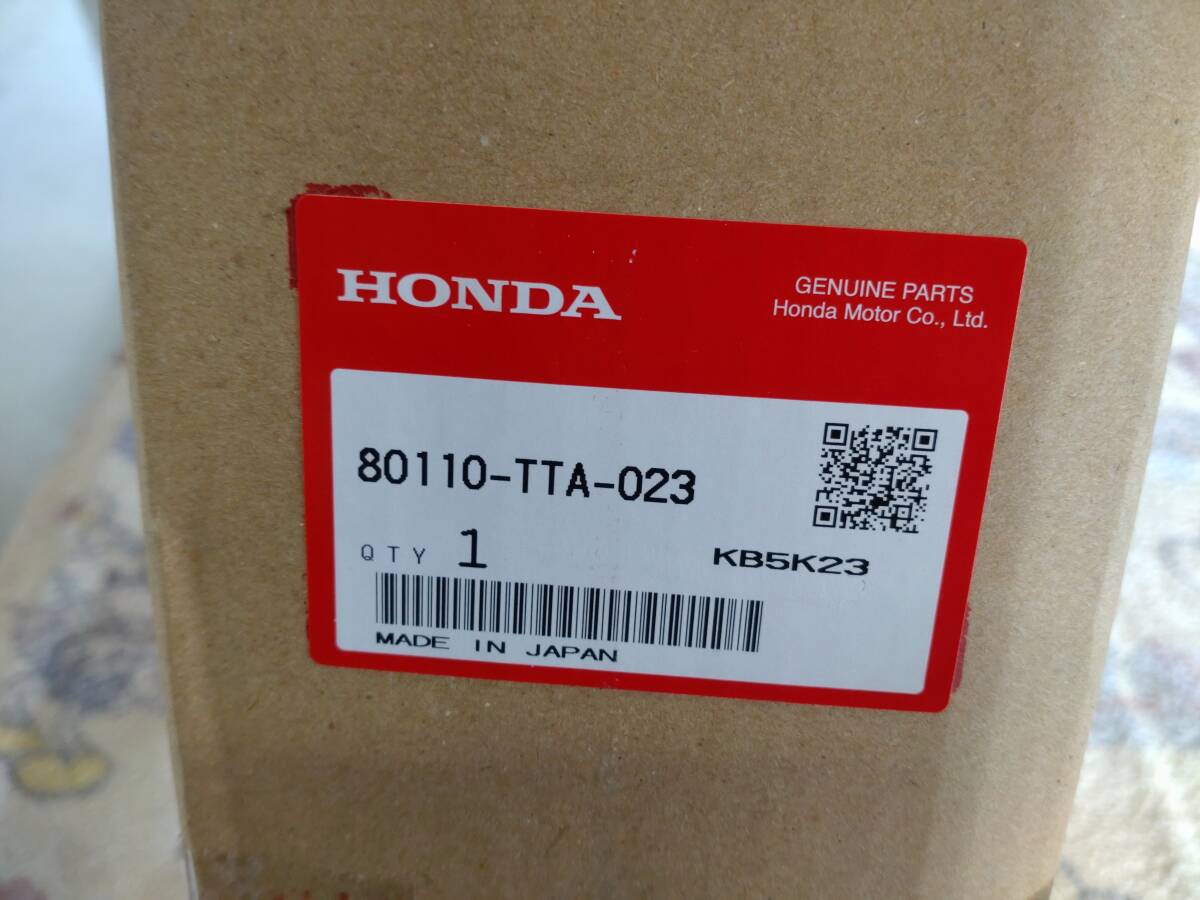 HONDA
GENUINE PARTS
Honda Motor Co., Ltd.
80110-TTA-023
QTY 1
KB5K23
MADE IN JAPAN